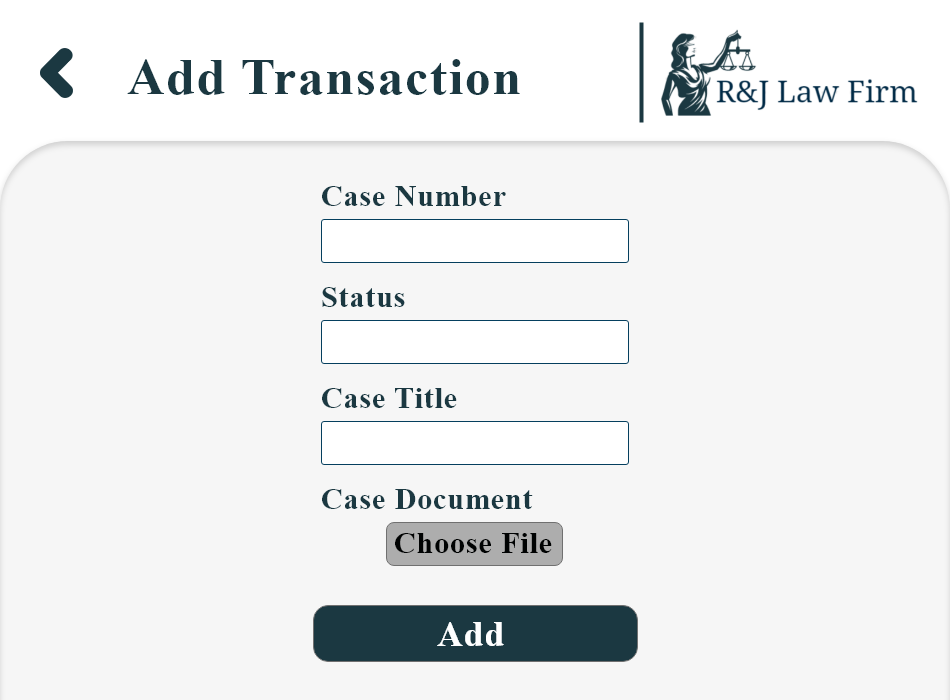 Add Transaction
R&J Law Firm
Case Number
Status
Case Title
Case Document
Choose File
Add